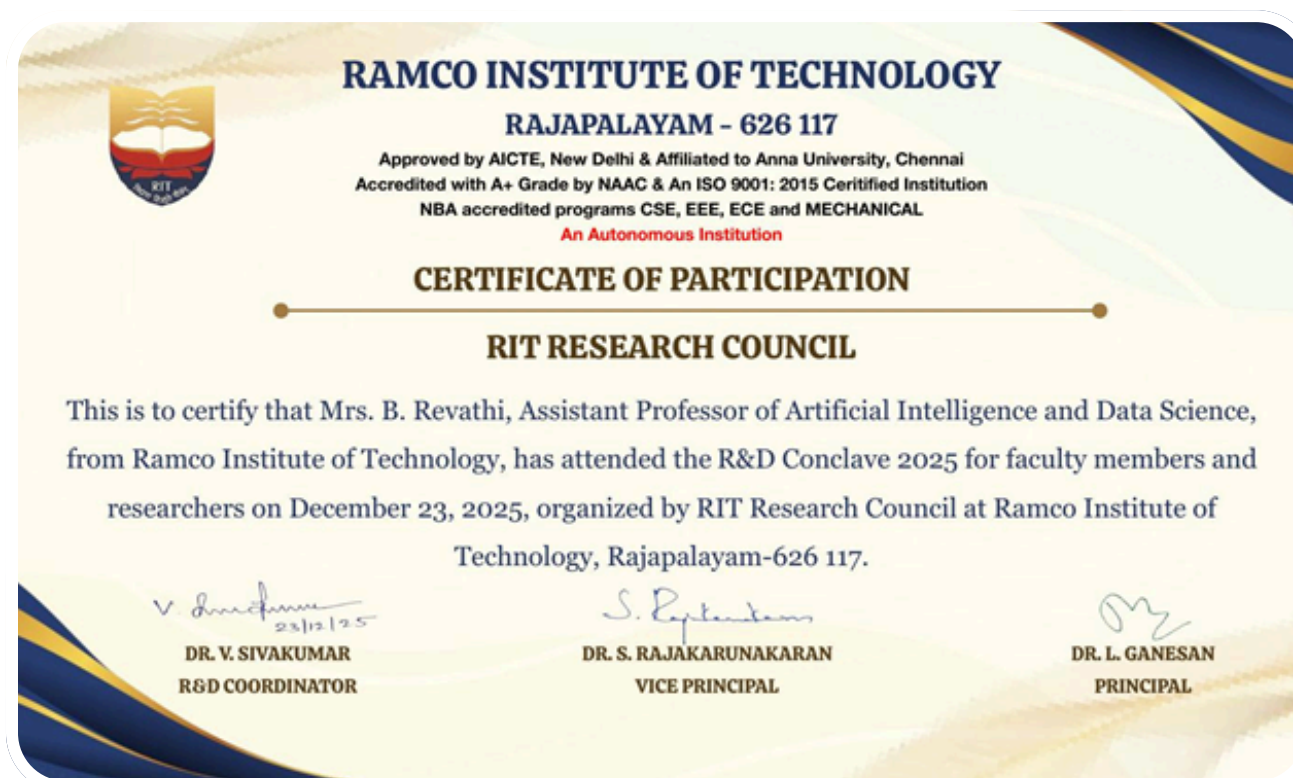 RAMCO INSTITUTE OF TECHNOLOGY
RAJAPALAYAM - 626 117
Approved by AICTE, New Delhi & Affiliated to Anna University, Chennai
Accredited with A+ Grade by NAAC & An ISO 9001: 2015 Ceritified Institution
NBA accredited programs CSE, EEE, ECE and MECHANICAL
An Autonomous Institution
RIT
CERTIFICATE OF PARTICIPATION
RIT RESEARCH COUNCIL
This is to certify that Mrs. B. Revathi, Assistant Professor of Artificial Intelligence and Data Science,
from Ramco Institute of Technology, has attended the R&D Conclave 2025 for faculty members and
researchers on December 23, 2025, organized by RIT Research Council at Ramco Institute of
Technology, Rajapalayam-626 117.
23/12/25
DR. V. SIVAKUMAR
R&D COORDINATOR
DR. S. RAJAKARUNAKARAN
VICE PRINCIPAL
DR. L. GANESAN
PRINCIPAL